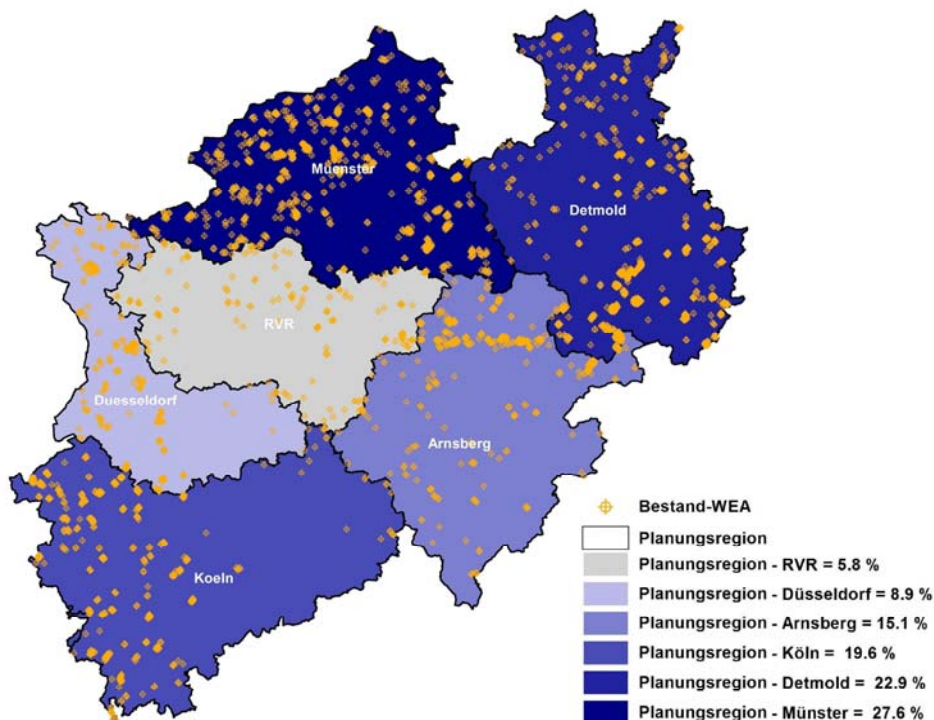 Müenster
Detmold
RVR
Duesseldorf
Arnsberg
Koeln
Bestand-WEA
Planungsregion
Planungsregion - RVR = 5.8 %
Planungsregion - Düsseldorf = 8.9 %
Planungsregion - Arnsberg = 15.1 %
Planungsregion - Köln = 19.6 %
Planungsregion - Detmold = 22.9 %
Planungsregion - Münster = 27.6 %